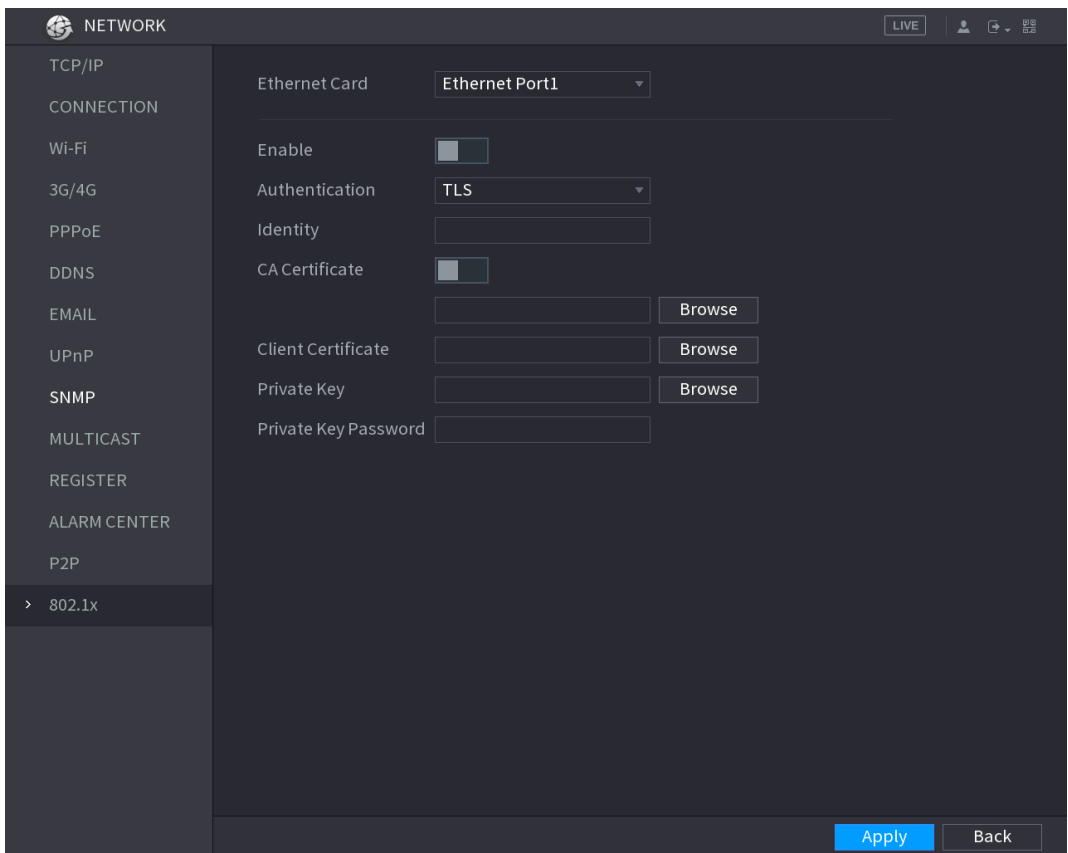 NETWORK
LIVE
TCP/IP
CONNECTION
Wi-Fi
3G/4G
PPPoE
DDNS
EMAIL
UPnP
SNMP
MULTICAST
REGISTER
ALARM CENTER
P2P
802.1x
Ethernet Card Ethernet Port1
Enable
Authentication TLS
Identity
CA Certificate
Browse
Client Certificate Browse
Private Key Browse
Private Key Password
Apply Back